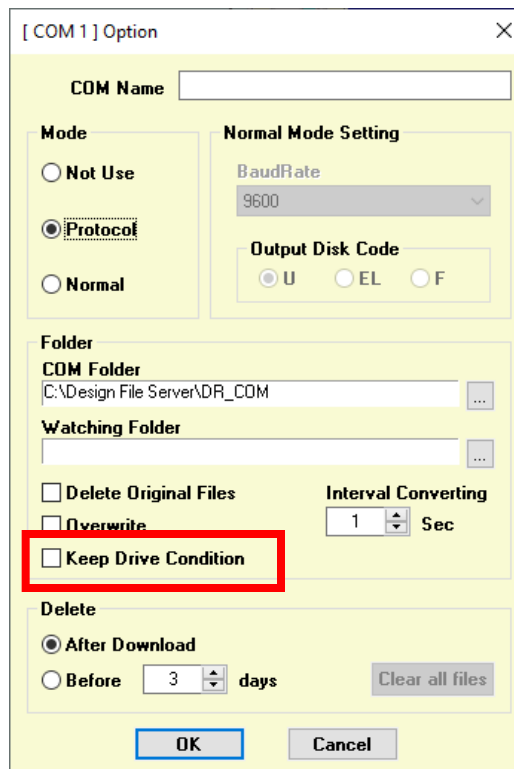 [ COM 1 ] Option
COM Name
Mode
Not Use
Protocol
Normal
Normal Mode Setting
BaudRate
9600
Output Disk Code
U EL F
Folder
COM Folder
C:\Design File Server\DR_COM
...
Watching Folder
...
Delete Original Files
Overwrite
Keep Drive Condition
Interval Converting
1 Sec
Delete
After Download
Before 3 days
Clear all files
OK Cancel